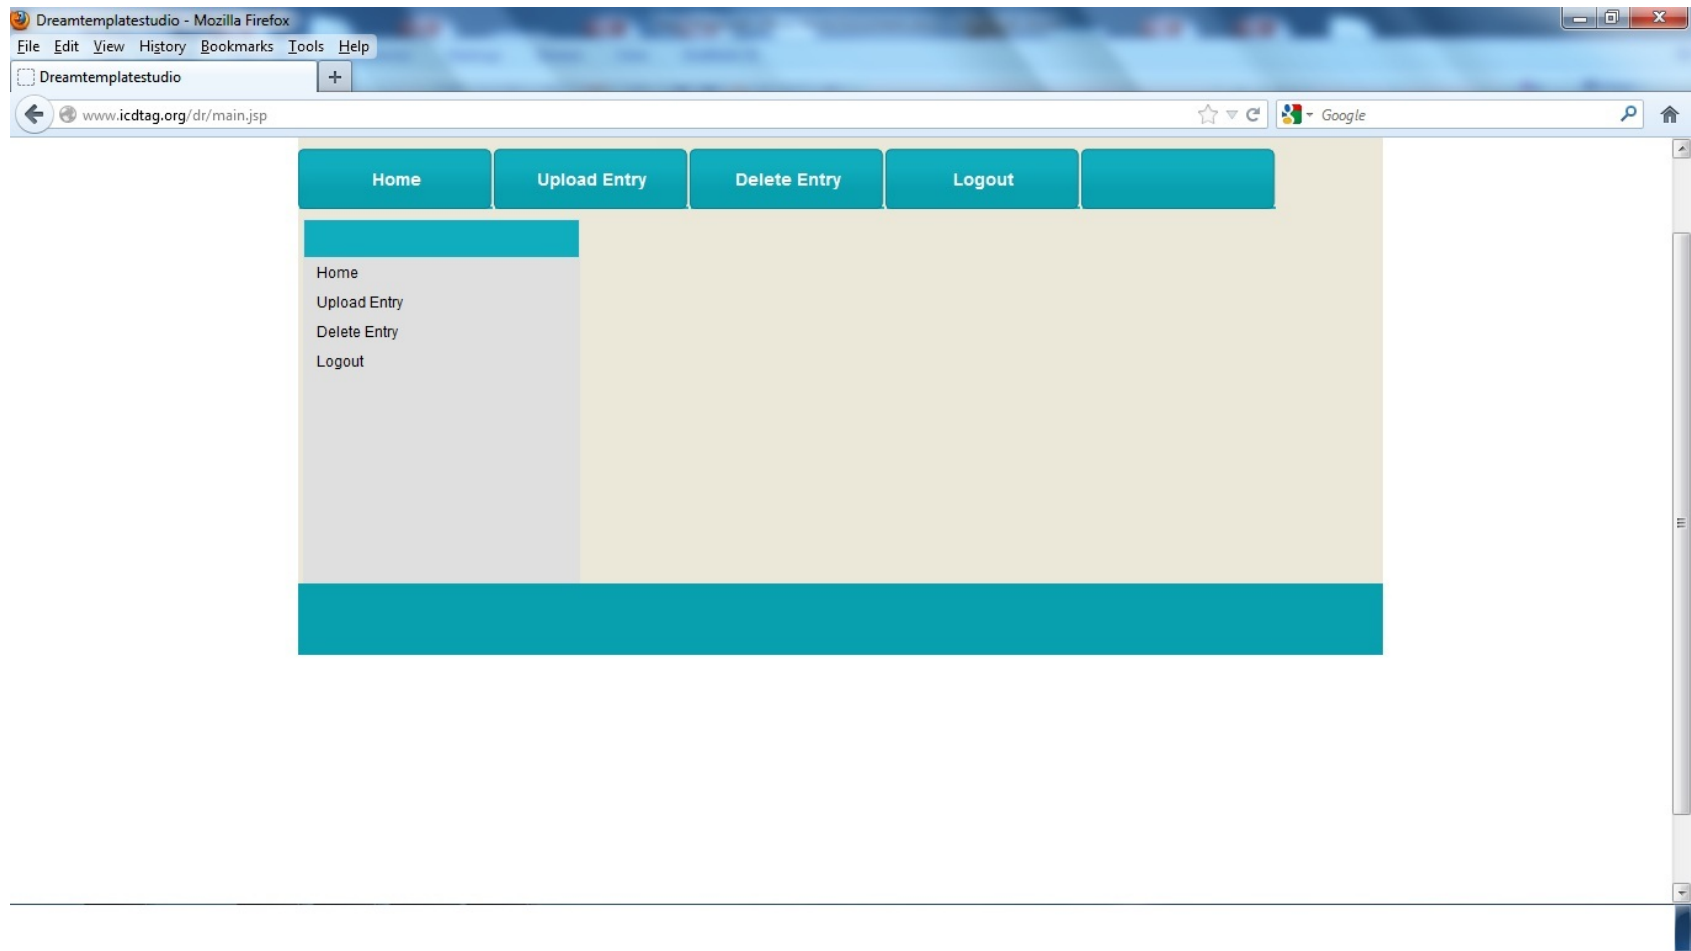 Dreamtemplatestudio - Mozilla Firefox
File Edit View History Bookmarks Tools Help
Dreamtemplatestudio +
www.icdtag.org/dr/main.jsp Google
Home Upload Entry Delete Entry Logout
Home
Upload Entry
Delete Entry
Logout